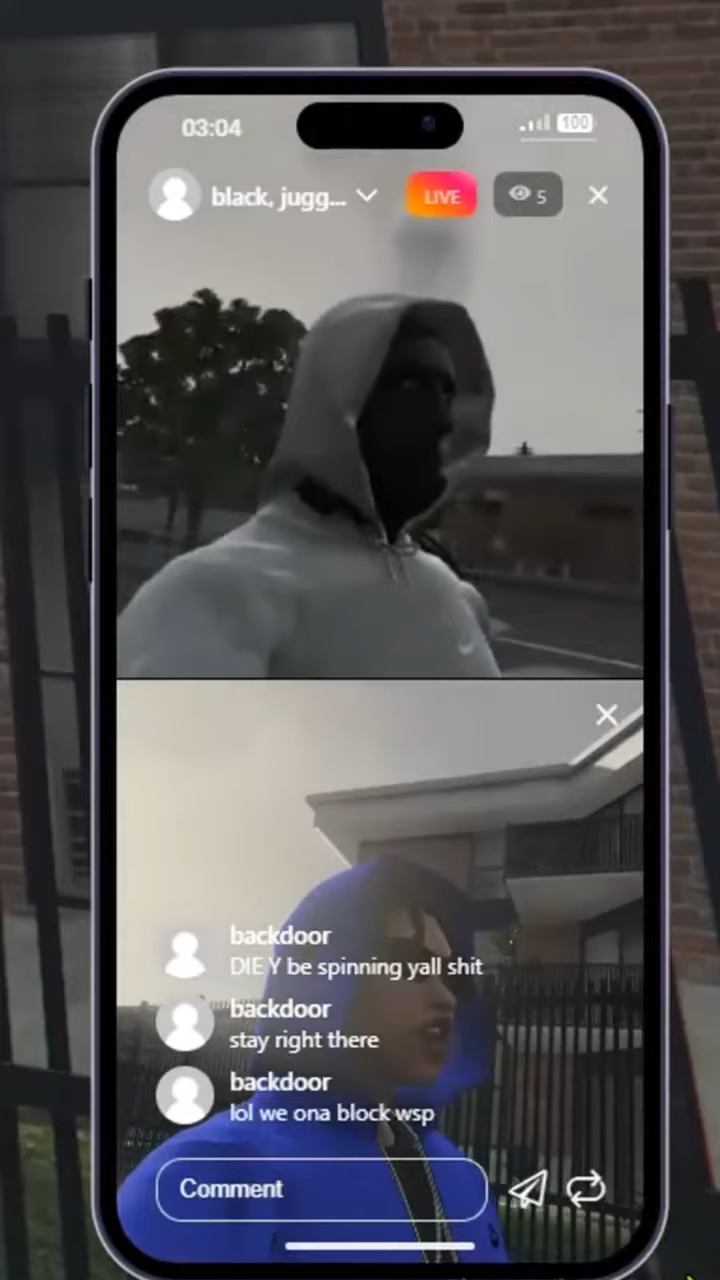 03:04
100
black, jugg...
LIVE
5
backdoor
DIE Y be spinning yall shit
backdoor
stay right there
backdoor
lol we ona block wsp
Comment